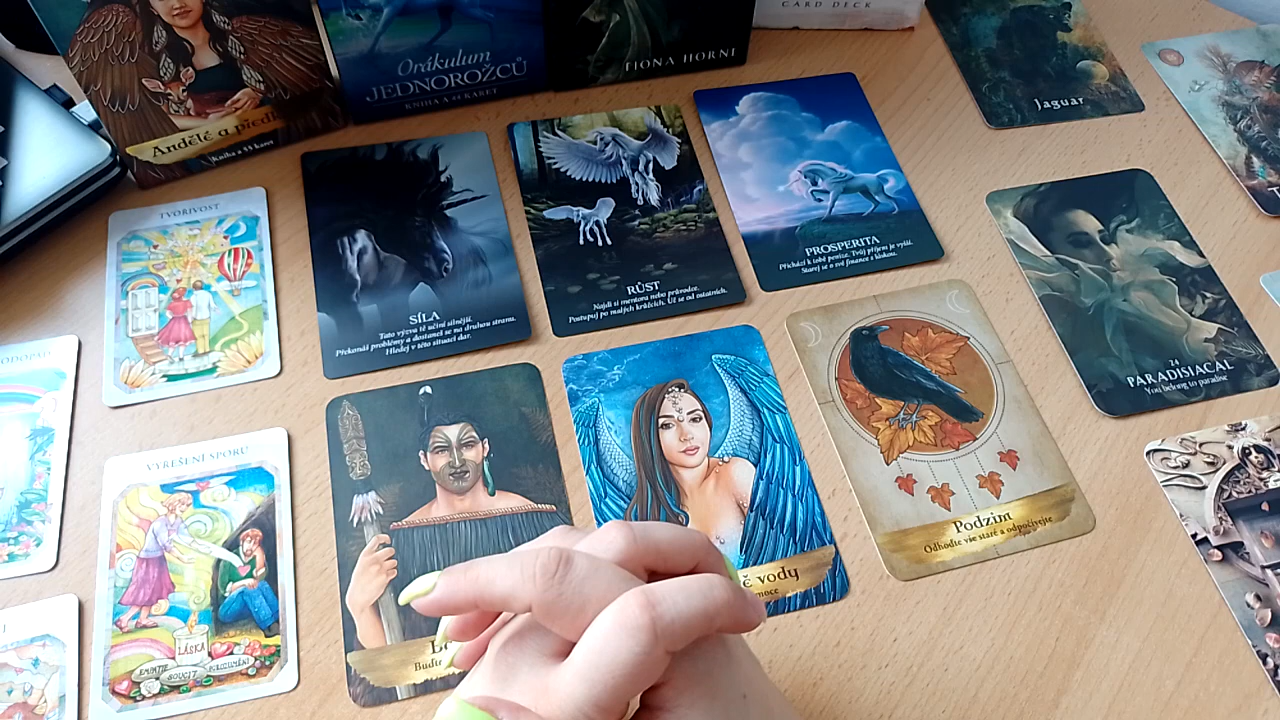 CARD DECK
FIONA HORNE
Orákulum
JEDNOROŽCŮ
KNIHA A 44 KARET
Andělé a
Kniha a 55 karet
Jaguar
TVOŘIVOST
SÍLA
Tato výzva tě učiní silnější.
Překonáš problémy a dostaneš se na druhou stranu.
Hledej v této situaci dar.
RŮST
Najdi si mentora nebo průvodce.
Postupuj po malých krůčcích. Uč se od ostatních.
PROSPERITA
Přichází k tobě peníze. Tvůj příjem je vyšší.
Starej se o své finance s láskou.
24
PARADISIACAL
You belong to paradise
VYŘEŠENÍ SPORU
LÁSKA
EMPATIE
SOUCIT
POROZUMĚNÍ
Buďte
vody
Podzim
Odhoďte vše staré a odpočívejte